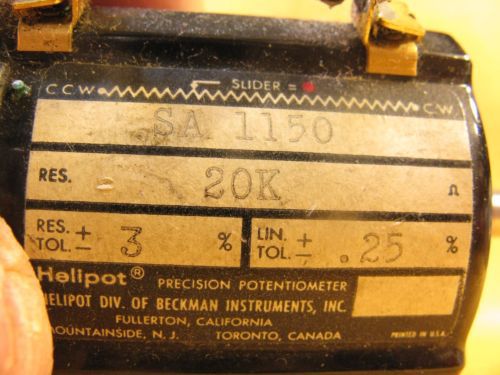 SLIDER =
C.C.W. C.W.
SA 1150
RES. 20K Ω
RES. TOL. ± 3 %
LIN. TOL. ± .25 %
Helipot® PRECISION POTENTIOMETER
HELIPOT DIV. OF BECKMAN INSTRUMENTS, INC.
FULLERTON, CALIFORNIA
MOUNTAINSIDE, N. J. TORONTO, CANADA
PRINTED IN U.S.A.